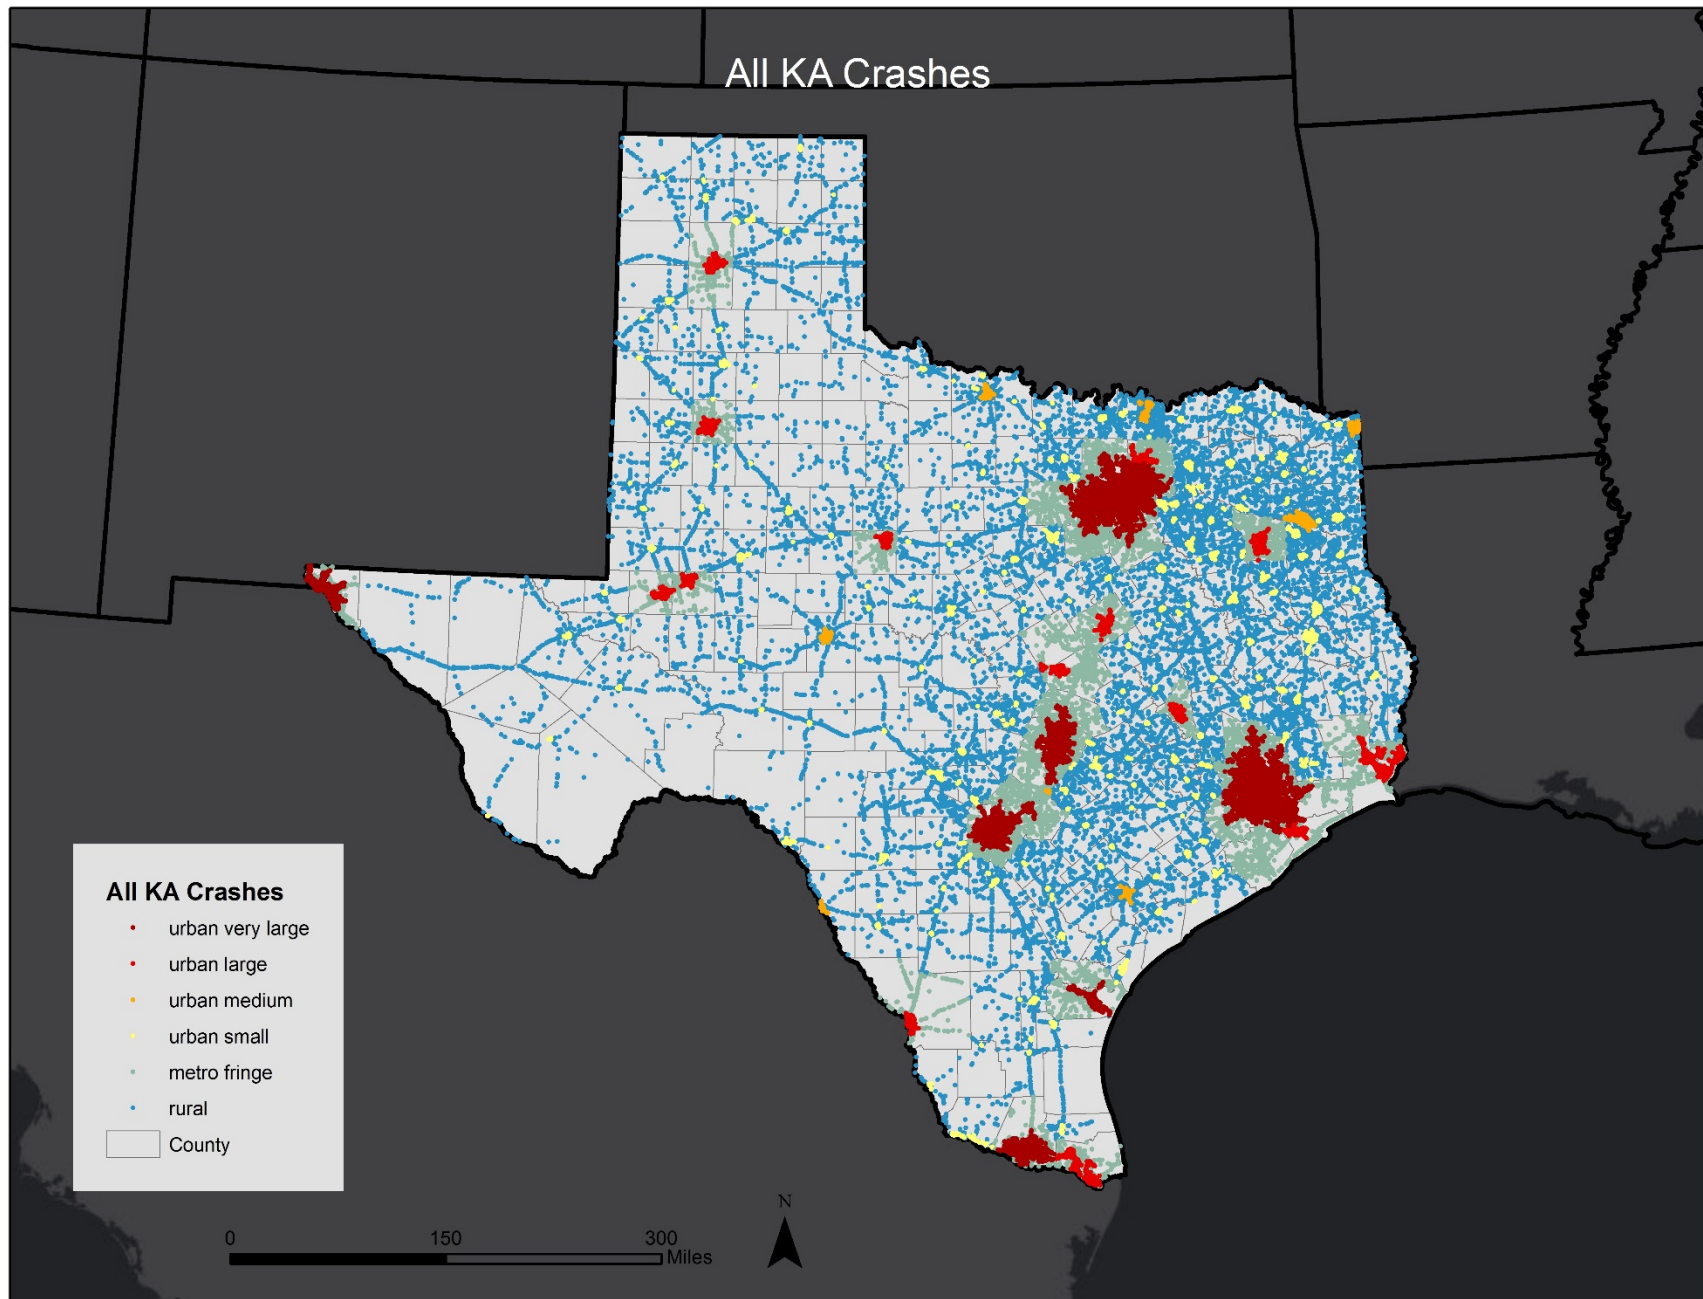 All KA Crashes
All KA Crashes
urban very large
urban large
urban medium
urban small
metro fringe
rural
County
N
0 150 300
Miles